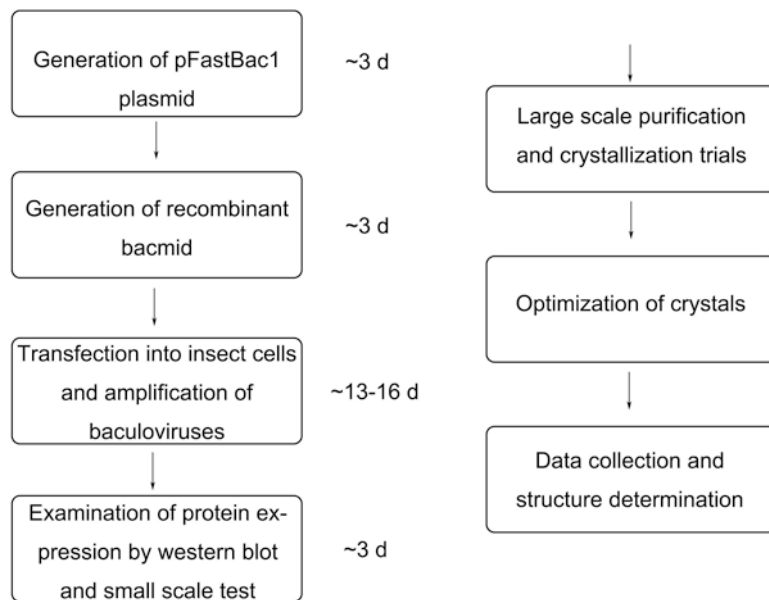 Generation of pFastBac1
plasmid
~3 d
Generation of recombinant
bacmid
~3 d
Transfection into insect cells
and amplification of
baculoviruses
~13-16 d
Examination of protein ex-
pression by western blot
and small scale test
~3 d
Large scale purification
and crystallization trials
Optimization of crystals
Data collection and
structure determination